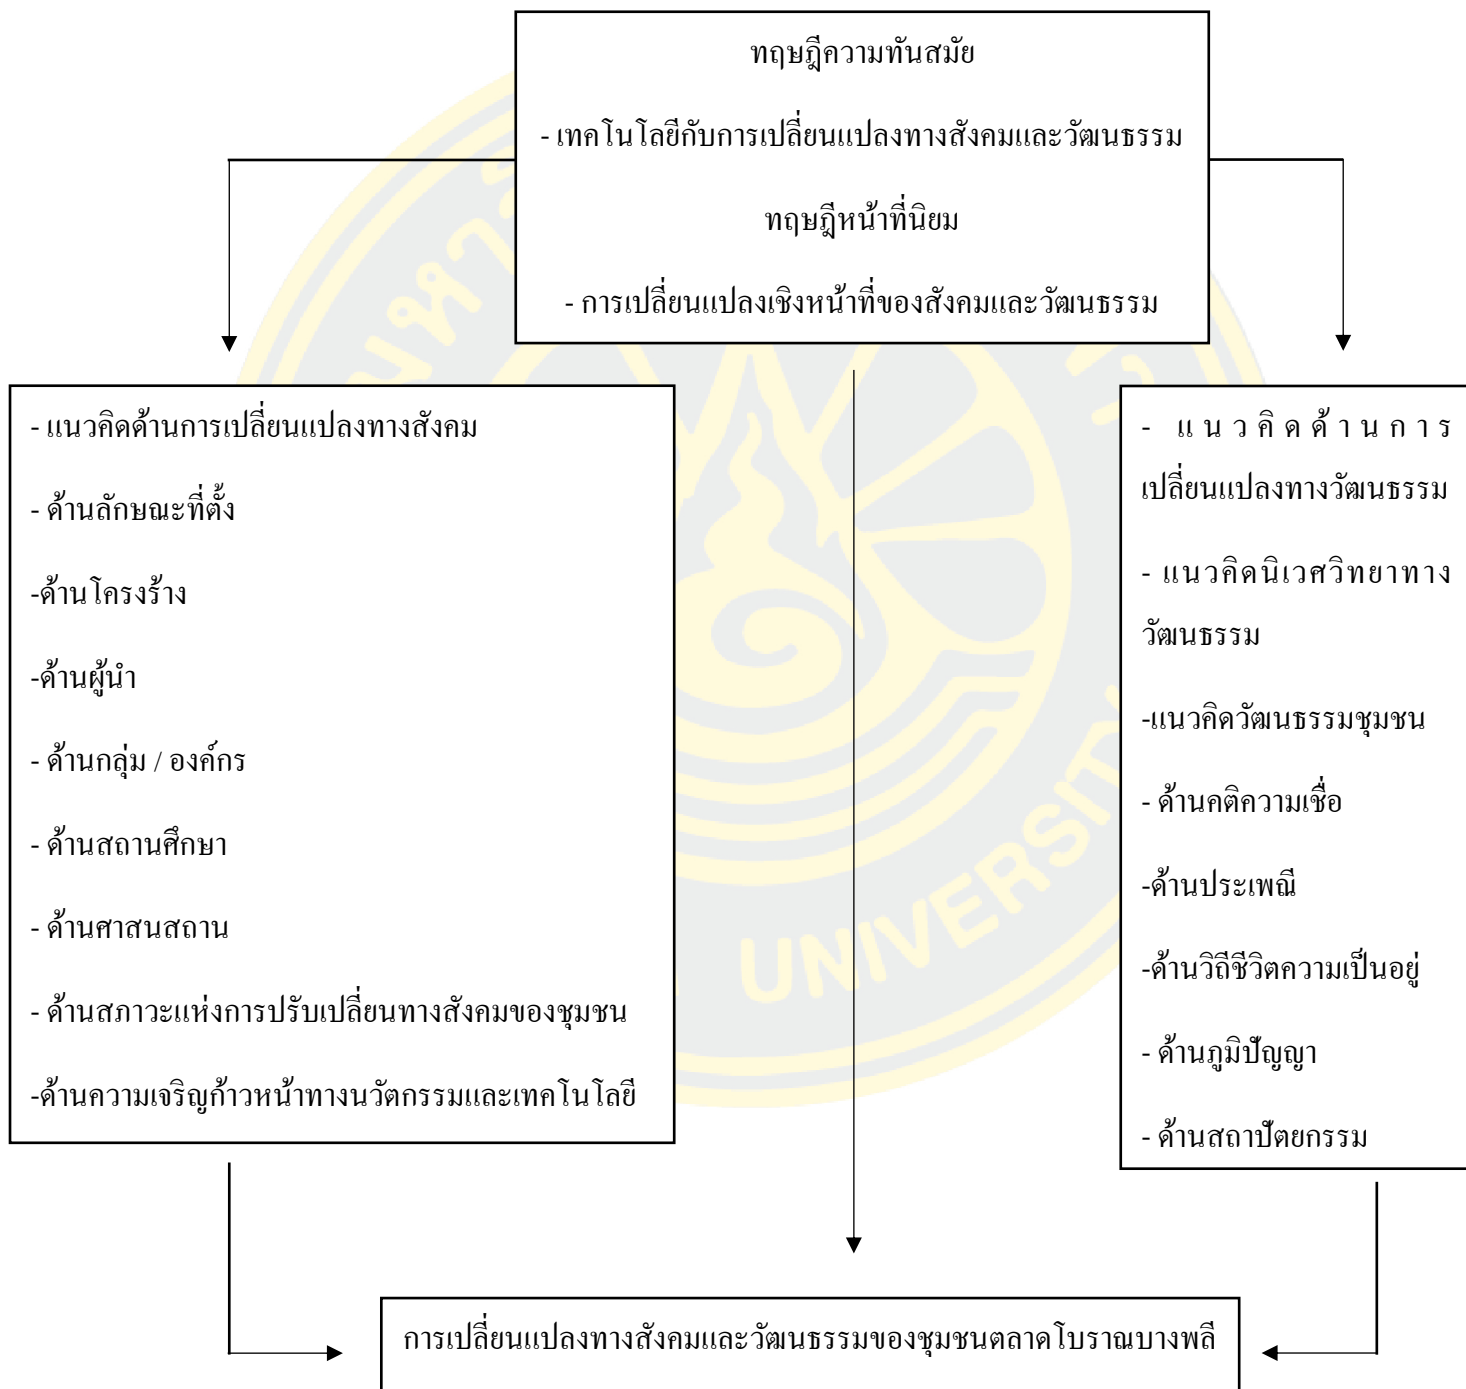 ทฤษฎีความทันสมัย
- เทคโนโลยีกับการเปลี่ยนแปลงทางสังคมและวัฒนธรรม
ทฤษฎีหน้าที่นิยม
- การเปลี่ยนแปลงเชิงหน้าที่ของสังคมและวัฒนธรรม
- แนวคิดด้านการเปลี่ยนแปลงทางสังคม
- ด้านลักษณะที่ตั้ง
-ด้านโครงร้าง
-ด้านผู้นำ
- ด้านกลุ่ม / องค์กร
- ด้านสถานศึกษา
- ด้านศาสนสถาน
- ด้านสภาวะแห่งการปรับเปลี่ยนทางสังคมของชุมชน
-ด้านความเจริญก้าวหน้าทางนวัตกรรมและเทคโนโลยี
- แนวคิดด้านการ
เปลี่ยนแปลงทางวัฒนธรรม
- แนวคิดนิเวศวิทยาทาง
วัฒนธรรม
-แนวคิดวัฒนธรรมชุมชน
- ด้านคติความเชื่อ
-ด้านประเพณี
-ด้านวิถีชีวิตความเป็นอยู่
- ด้านภูมิปัญญา
- ด้านสถาปัตยกรรม
การเปลี่ยนแปลงทางสังคมและวัฒนธรรมของชุมชนตลาดโบราณบางพลี
UNIVERSITY